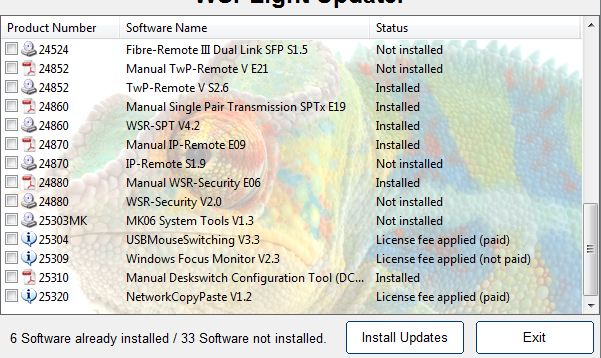 Updater
Product Number Software Name Status
24524 Fibre-Remote III Dual Link SFP S1.5 Not installed
24852 Manual TwP-Remote V E21 Not installed
24852 TwP-Remote V S2.6 Installed
24860 Manual Single Pair Transmission SPTx E19 Installed
24860 WSR-SPT V4.2 Installed
24870 Manual IP-Remote E09 Installed
24870 IP-Remote S1.9 Not installed
24880 Manual WSR-Security E06 Installed
24880 WSR-Security V2.0 Not installed
25303MK MK06 System Tools V1.3 Not installed
25304 USBMouseSwitching V3.3 License fee applied (paid)
25309 Windows Focus Monitor V2.3 License fee applied (not paid)
25310 Manual Deskswitch Configuration Tool (DC... Installed
25320 NetworkCopyPaste V1.2 License fee applied (paid)
6 Software already installed / 33 Software not installed. Install Updates Exit